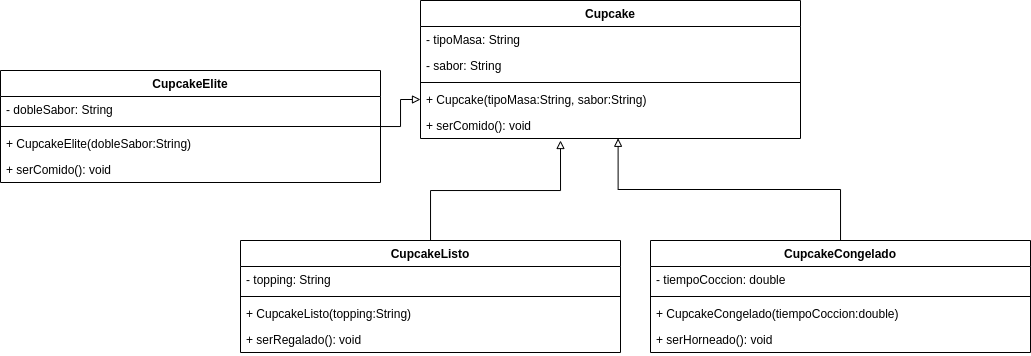 Cupcake
- tipoMasa: String
- sabor: String
+ Cupcake(tipoMasa:String, sabor:String)
+ serComido(): void
CupcakeElite
- dobleSabor: String
+ CupcakeElite(dobleSabor:String)
+ serComido(): void
CupcakeListo
- topping: String
+ CupcakeListo(topping:String)
+ serRegalado(): void
CupcakeCongelado
- tiempoCoccion: double
+ CupcakeCongelado(tiempoCoccion:double)
+ serHorneado(): void